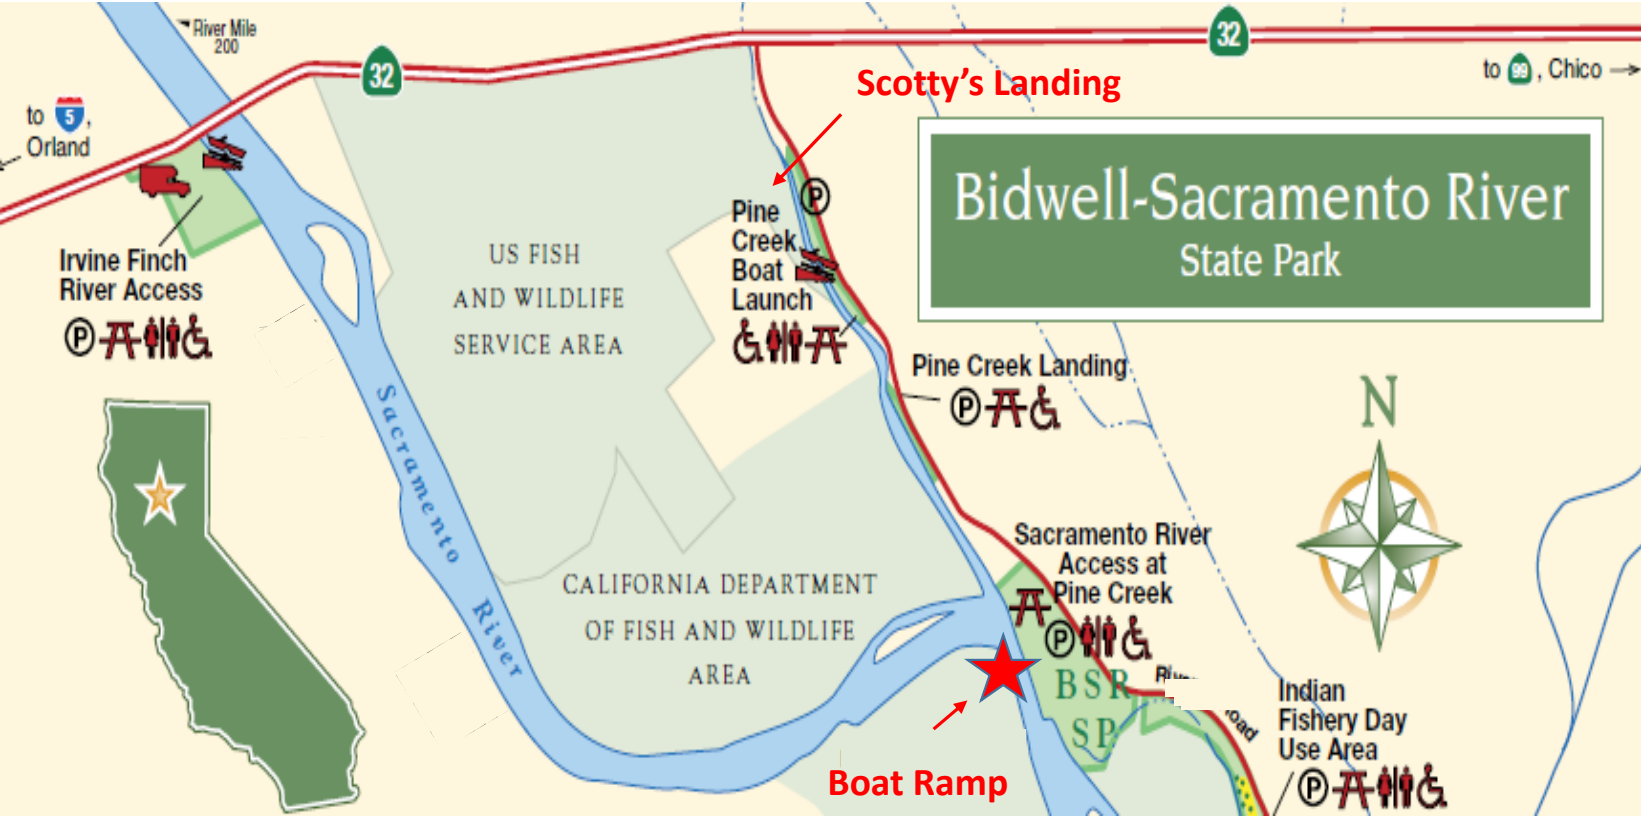 River Mile
200
32
32
to 99, Chico
Scotty's Landing
to 5,
Orland
Bidwell-Sacramento River
State Park
P
Pine
Creek
Boat
Launch
US FISH
AND WILDLIFE
SERVICE AREA
Irvine Finch
River Access
P
Pine Creek Landing
P
N
Sacramento River
Sacramento River
Access at
Pine Creek
P
CALIFORNIA DEPARTMENT
OF FISH AND WILDLIFE
AREA
BSR
SP
Indian
Fishery Day
Use Area
P
Boat Ramp